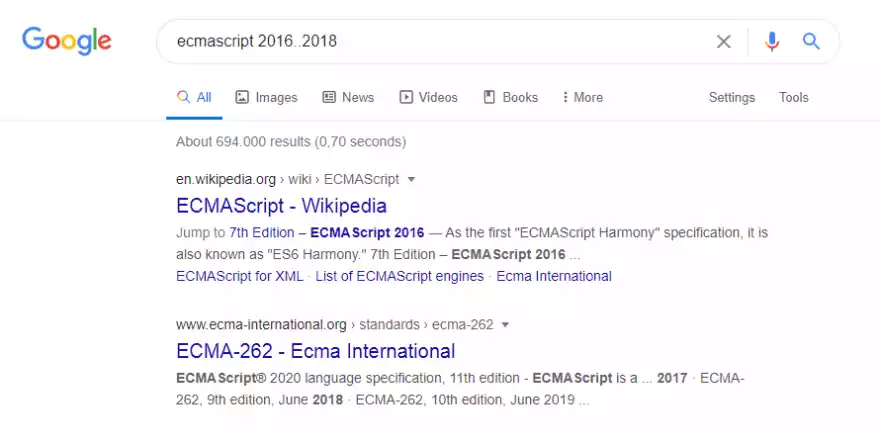 Google
ecmascript 2016..2018
All Images News Videos Books More Settings Tools
About 694.000 results (0,70 seconds)
en.wikipedia.org › wiki › ECMAScript
ECMAScript - Wikipedia
Jump to 7th Edition – ECMAScript 2016 — As the first "ECMAScript Harmony" specification, it is
also known as "ES6 Harmony." 7th Edition – ECMAScript 2016 ...
ECMAScript for XML · List of ECMAScript engines · Ecma International
www.ecma-international.org › standards › ecma-262
ECMA-262 - Ecma International
ECMAScript® 2020 language specification, 11th edition - ECMAScript is a ... 2017 · ECMA-
262, 9th edition, June 2018 · ECMA-262, 10th edition, June 2019 ...